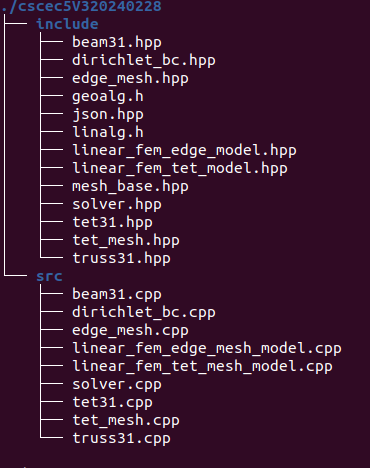 ./cscec5V320240228
├── include
│   ├── beam31.hpp
│   ├── dirichlet_bc.hpp
│   ├── edge_mesh.hpp
│   ├── geoalg.h
│   ├── json.hpp
│   ├── linalg.h
│   ├── linear_fem_edge_model.hpp
│   ├── linear_fem_tet_model.hpp
│   ├── mesh_base.hpp
│   ├── solver.hpp
│   ├── tet31.hpp
│   ├── tet_mesh.hpp
│   └── truss31.hpp
└── src
    ├── beam31.cpp
    ├── dirichlet_bc.cpp
    ├── edge_mesh.cpp
    ├── linear_fem_edge_mesh_model.cpp
    ├── linear_fem_tet_mesh_model.cpp
    ├── solver.cpp
    ├── tet31.cpp
    ├── tet_mesh.cpp
    └── truss31.cpp